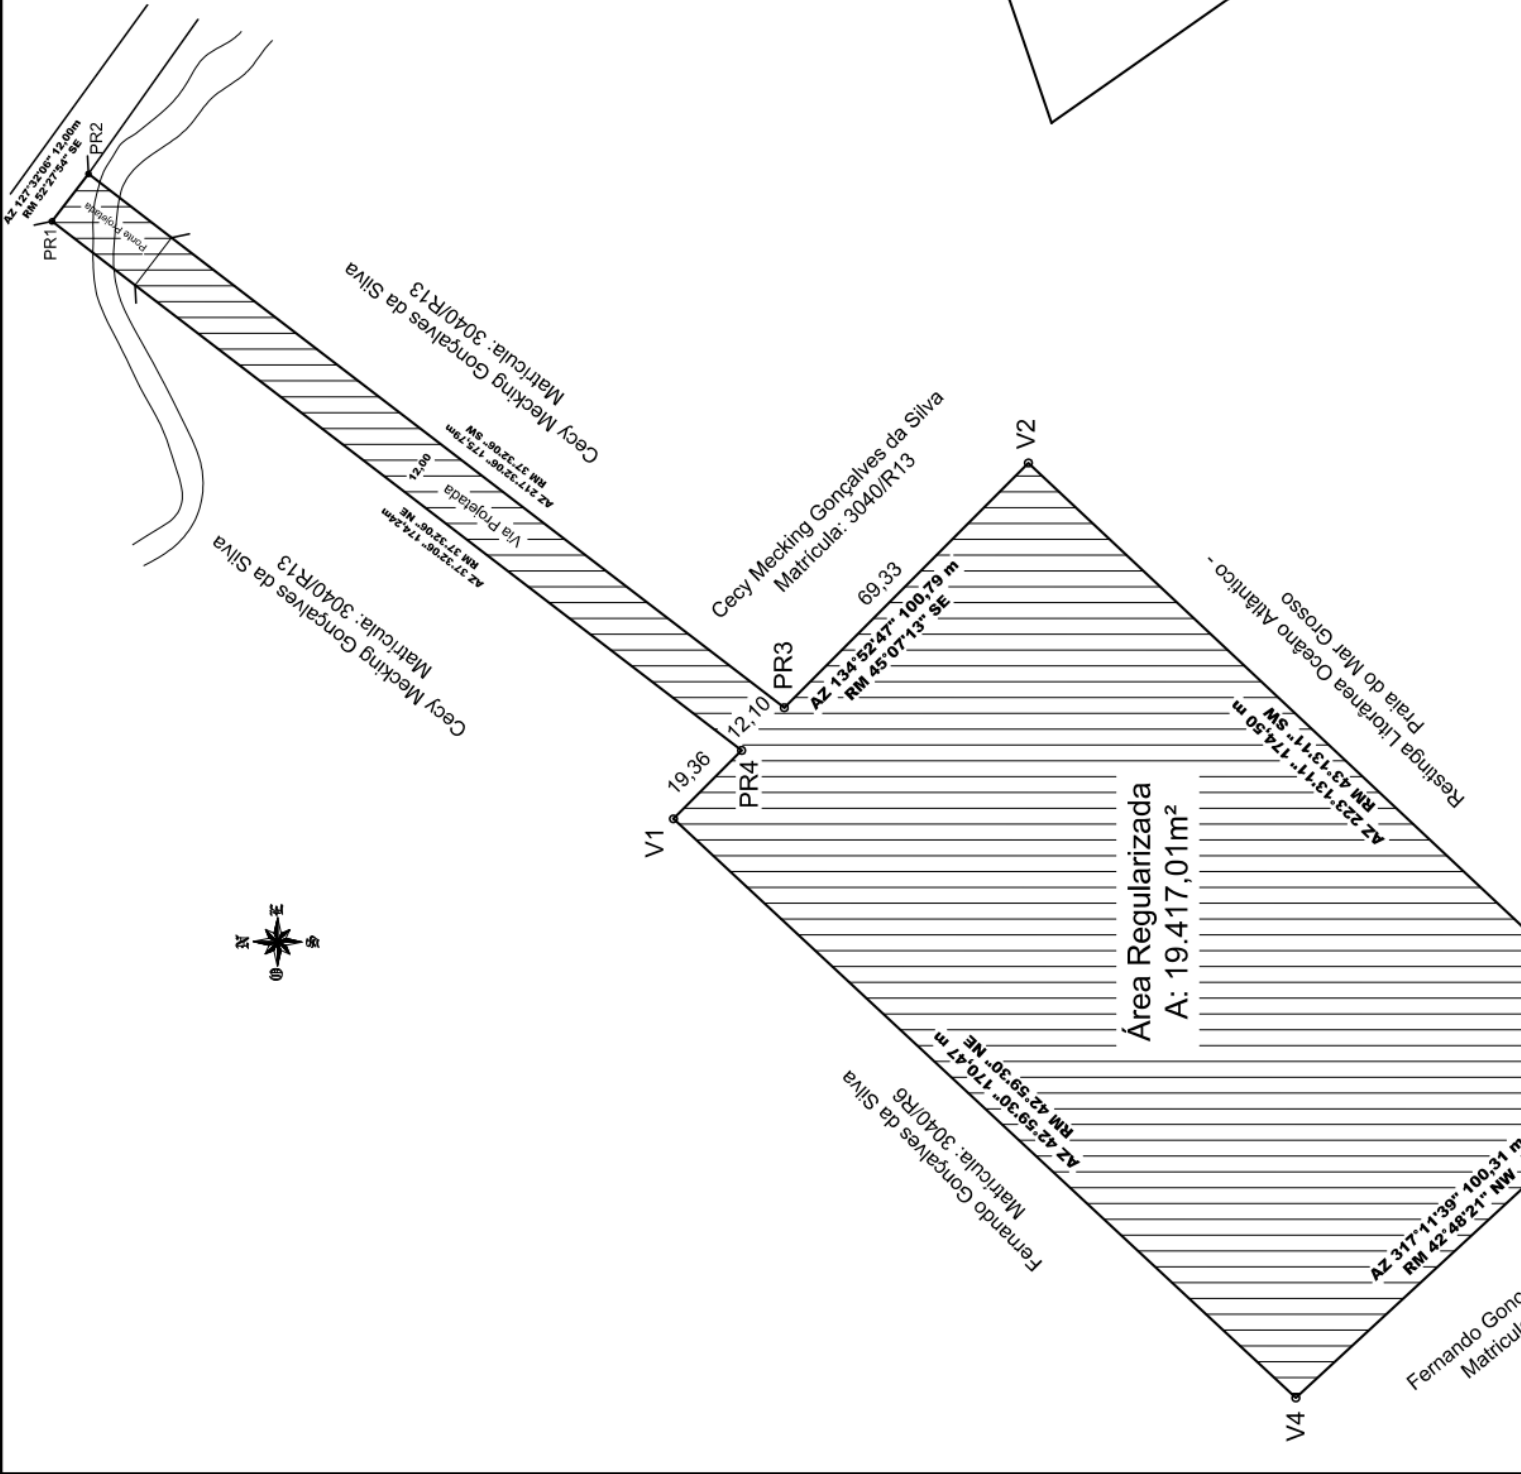 AZ 127°32'06" 12,00m
RM 52°27'54" SE
PR1
PR2
Ponte Projetada
Cecy Mecking Gonçalves da Silva
Matrícula: 3040/R13
12,00
AZ 217°32'06" 175,79m
RM 37°32'06" SW
Via Projetada
AZ 37°32'06" 174,24m
RM 37°32'06" NE
Cecy Mecking Gonçalves da Silva
Matrícula: 3040/R13
Cecy Mecking Gonçalves da Silva
Matrícula: 3040/R13
V2
69,33
AZ 134°52'47" 100,79 m
RM 45°07'13" SE
PR3
12,10
19,36
PR4
V1
Restinga Litorânea Oceâno Atlântico -
Praia do Mar Grosso
AZ 223°13'11" 174,50 m
RM 43°13'11" SW
Área Regularizada
A: 19.417,01m²
N
E
S
O
AZ 42°59'30" 170,47 m
RM 42°59'30" NE
Fernando Gonçalves da Silva
Matrícula: 3040/R6
AZ 317°11'39" 100,31 m
RM 42°48'21" NW
Fernando Gonç
Matrícul
V4